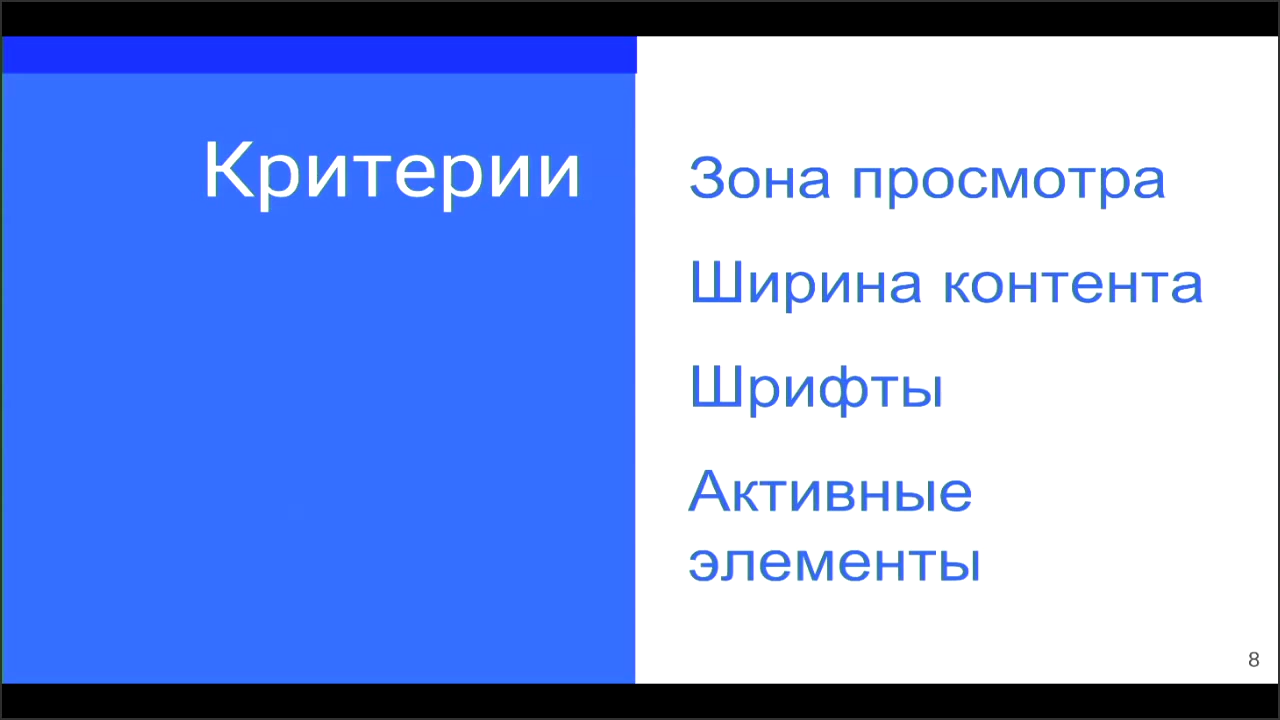 Критерии
Зона просмотра
Ширина контента
Шрифты
Активные
элементы
8